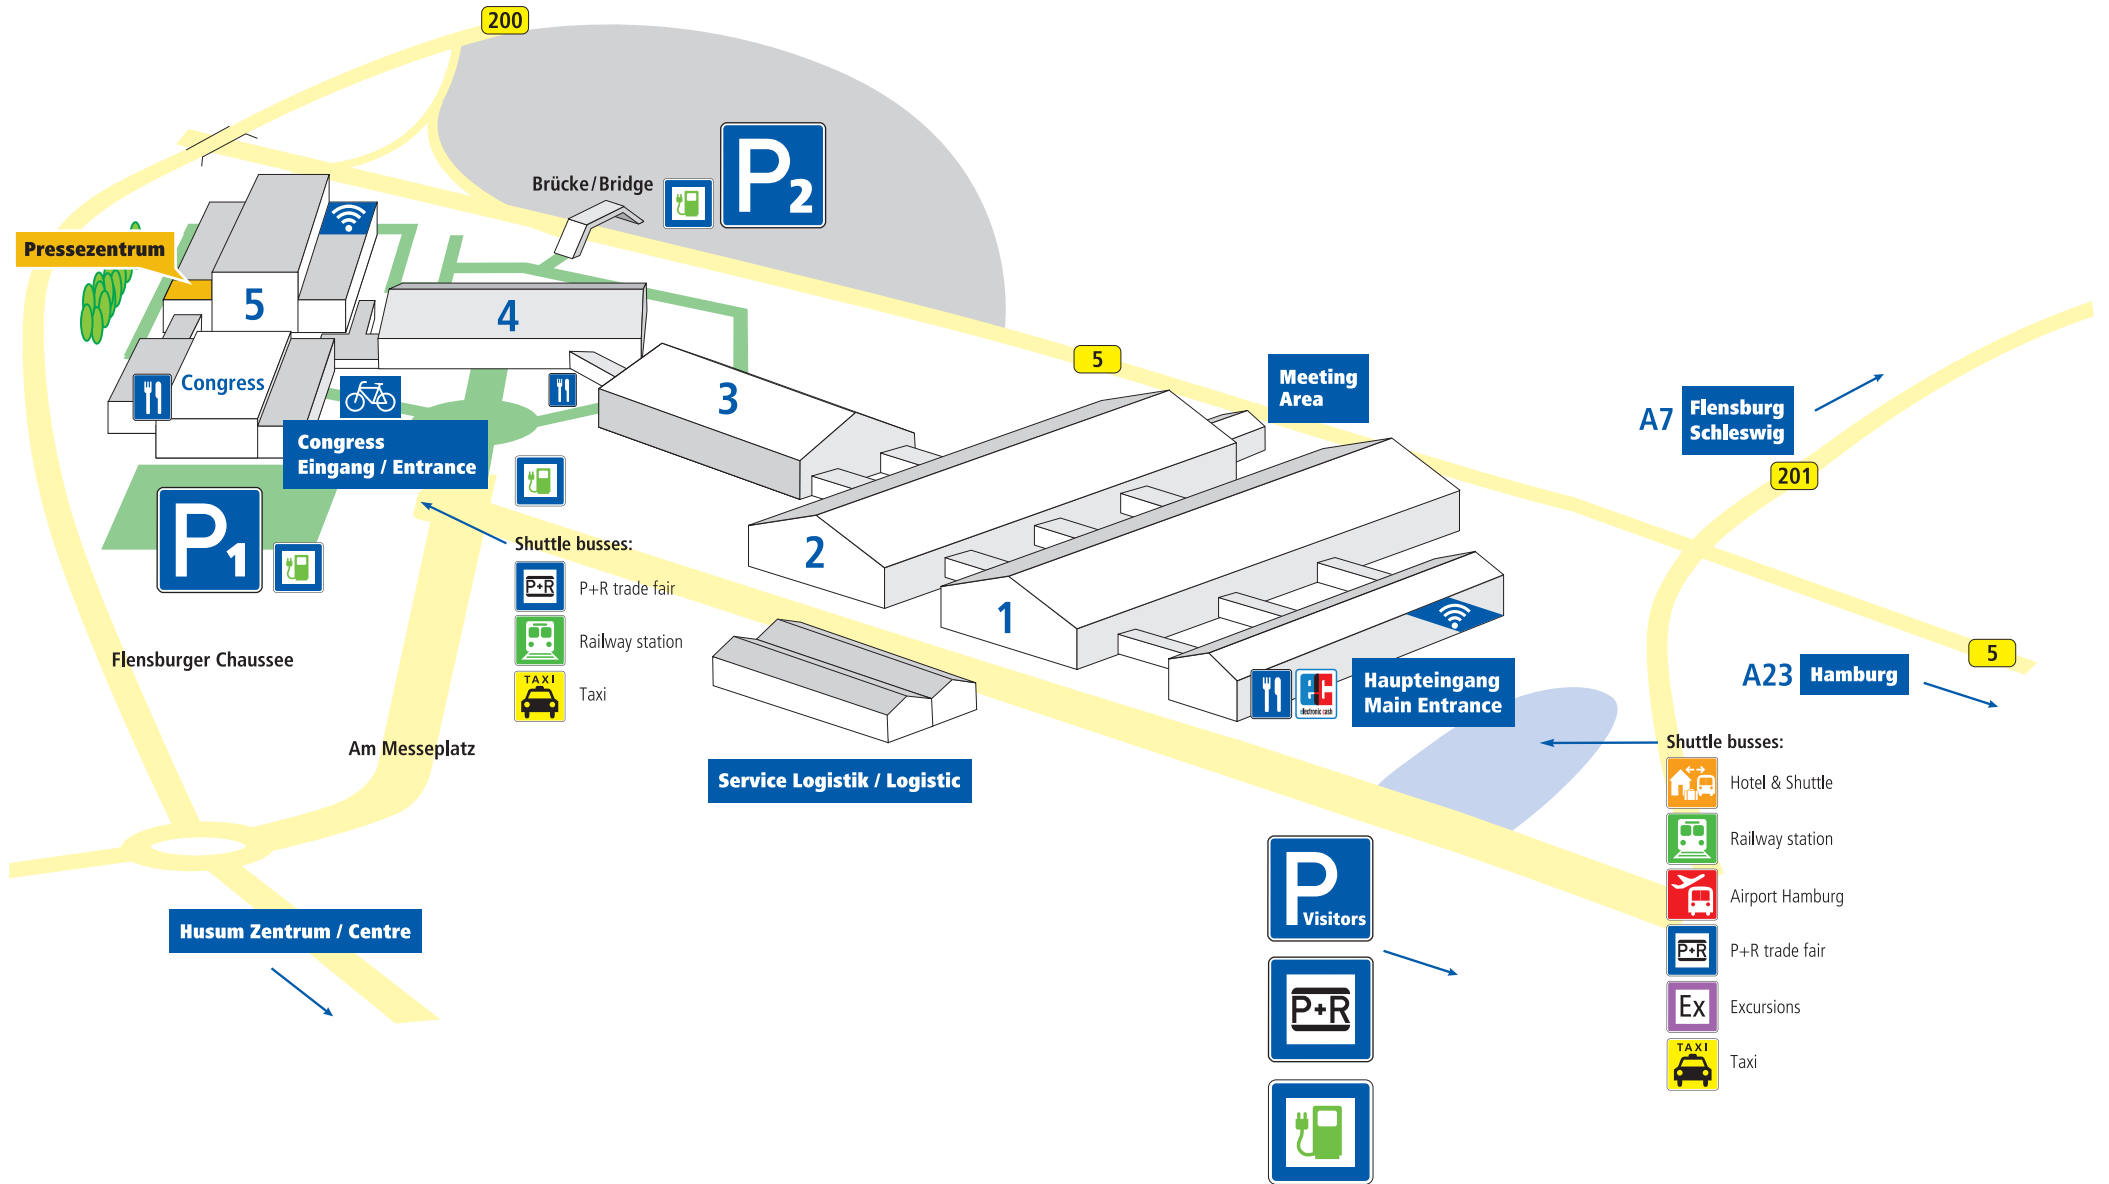 200
Brücke/Bridge
P2
Pressezentrum
5
4
Congress
3
5
Meeting
Area
A7
Flensburg
Schleswig
201
Congress
Eingang / Entrance
P1
2
1
Shuttle busses:
P+R
P+R trade fair
Railway station
TAXI
Taxi
Flensburger Chaussee
Am Messeplatz
Service Logistik / Logistic
ec
electronic cash
Haupteingang
Main Entrance
5
A23
Hamburg
Shuttle busses:
Hotel & Shuttle
Railway station
Airport Hamburg
P+R
P+R trade fair
Ex
Excursions
TAXI
Taxi
P
Visitors
P+R
Husum Zentrum / Centre